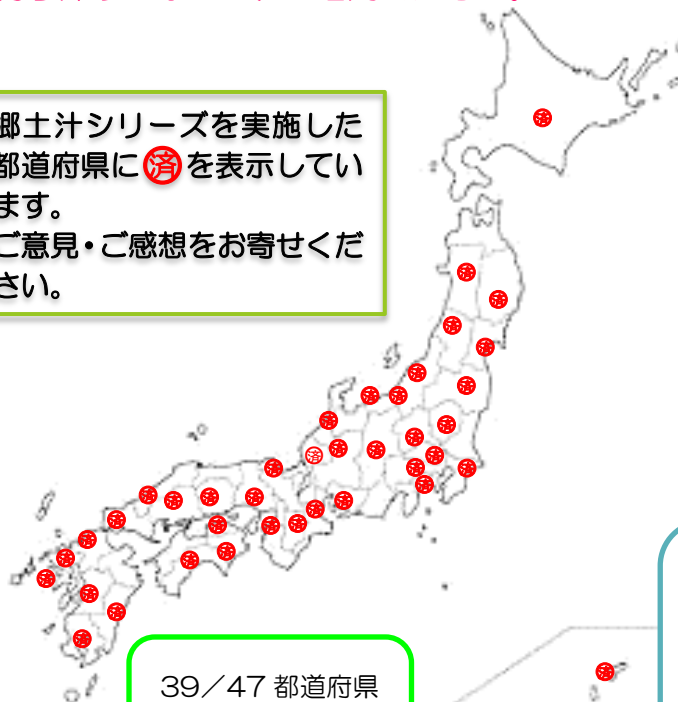 郷土汁シリーズを実施した
都道府県に済を表示してい
ます。
ご意見・ご感想をお寄せくだ
さい。
39／47 都道府県